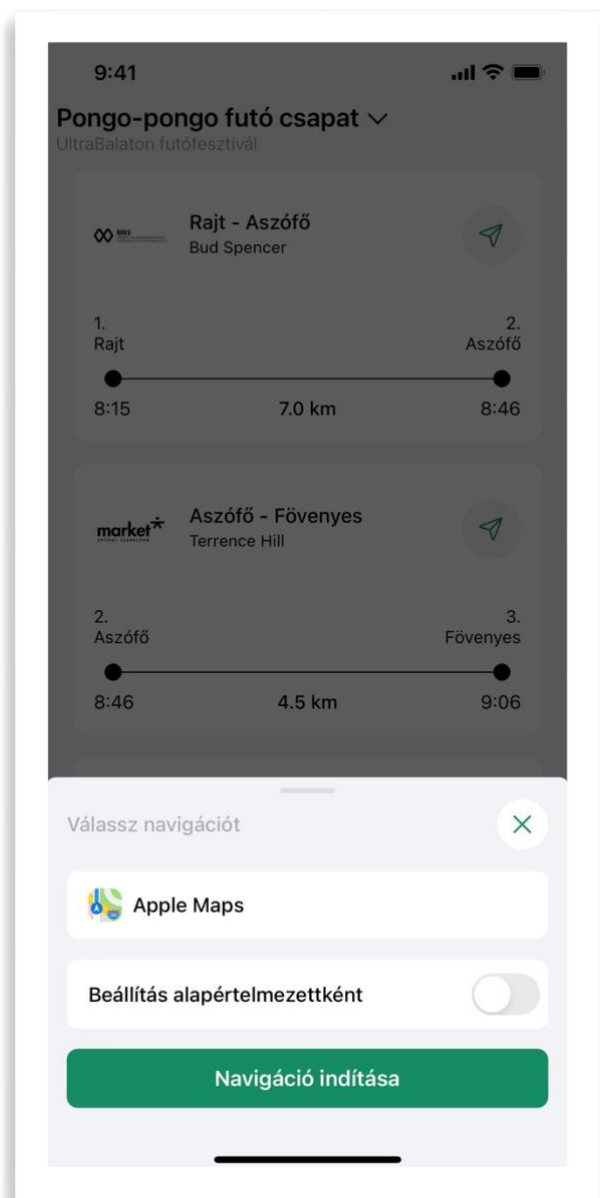 9:41
Pongo-pongo futó csapat
UltraBalaton futófesztivál
Rajt - Aszófő
Bud Spencer
1.
2.
Rajt
Aszófő
8:15
7.0 km
8:46
market
Aszófő - Fövenyes
Terrence Hill
2.
3.
Aszófő
Fövenyes
8:46
4.5 km
9:06
Válassz navigációt
Apple Maps
Beállítás alapértelmezettként
Navigáció indítása